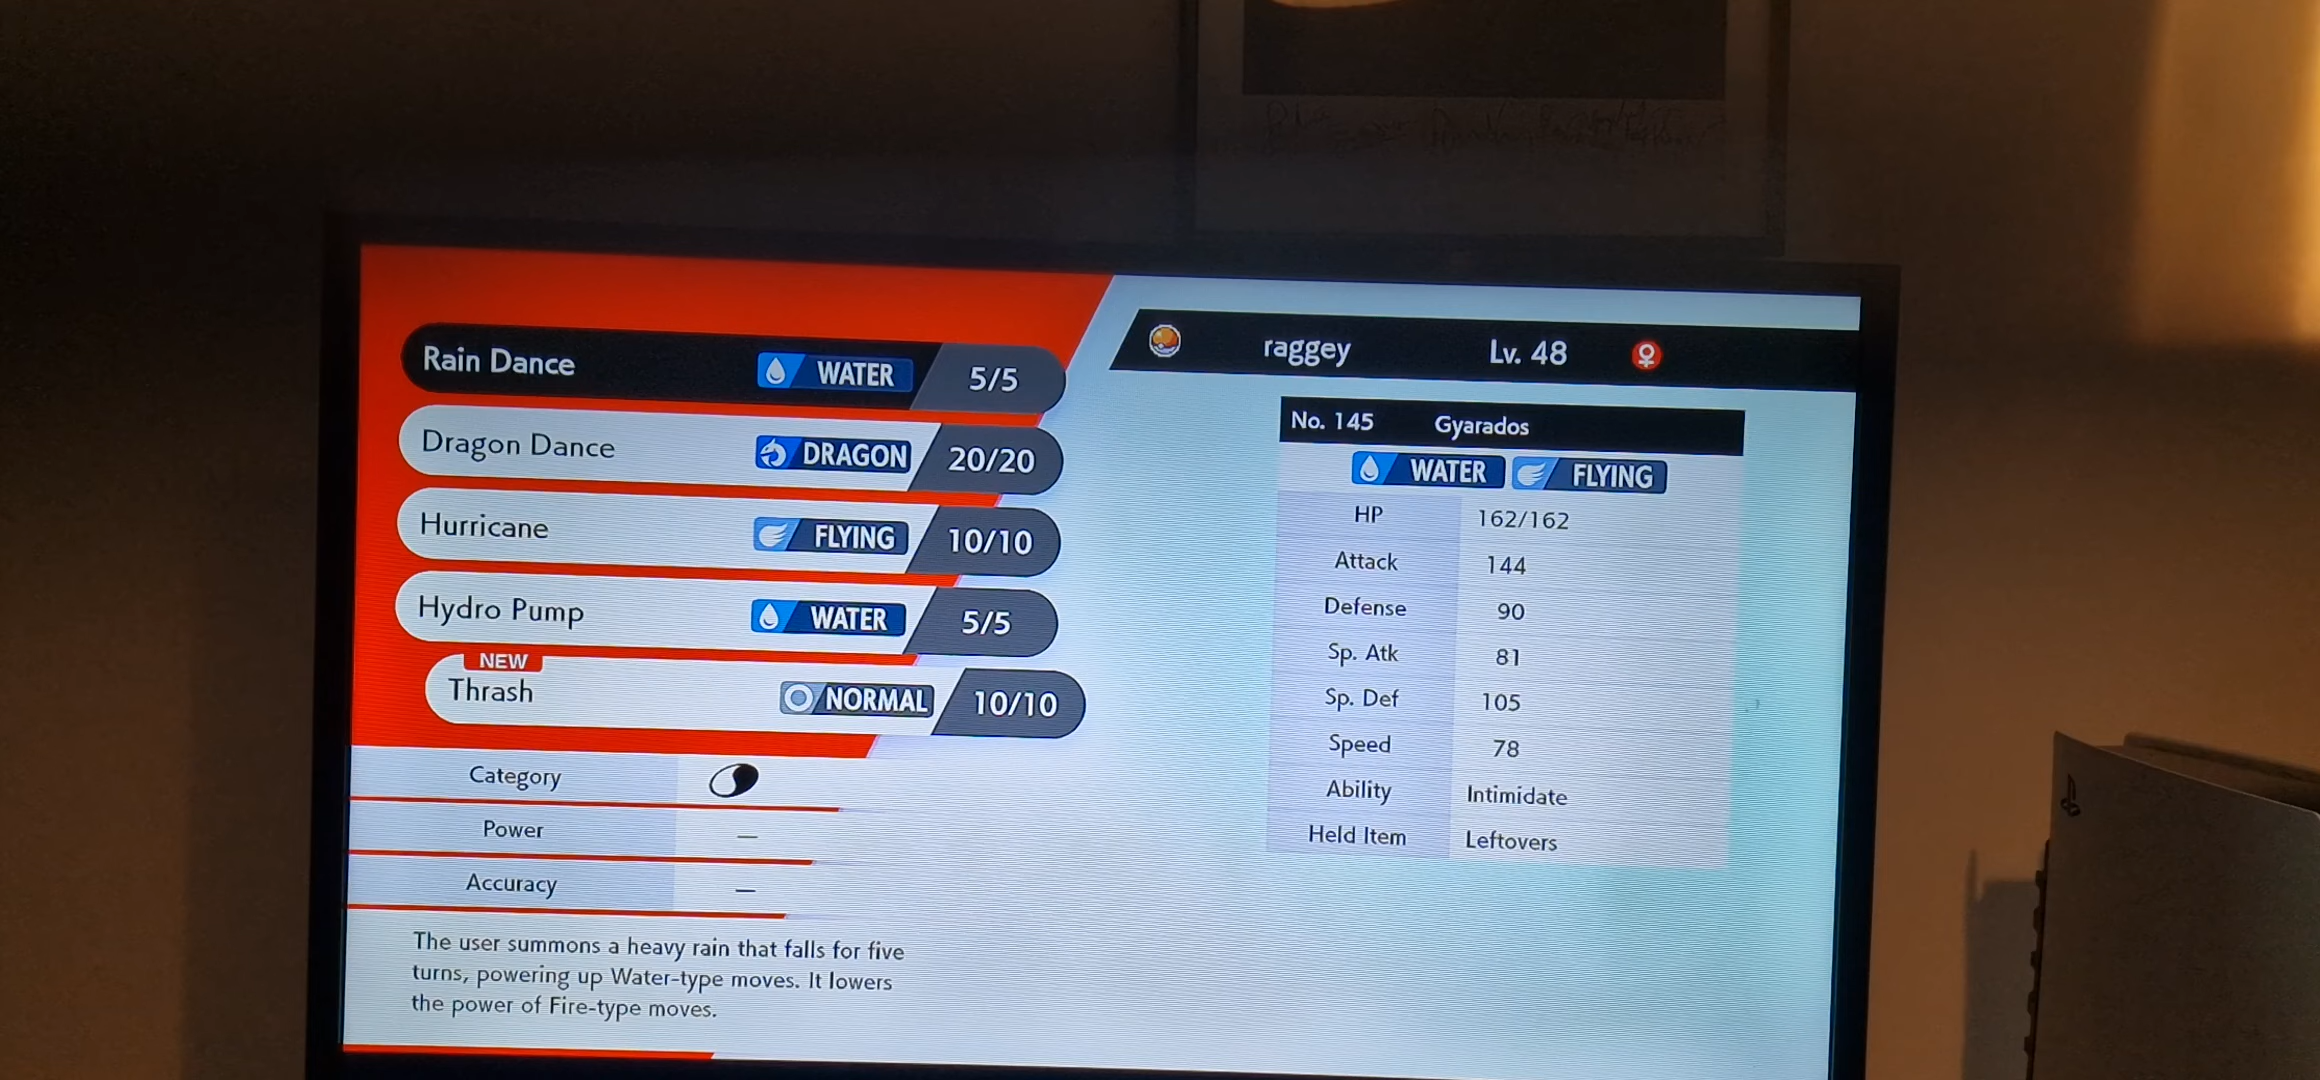 Rain Dance WATER 5/5
Dragon Dance DRAGON 20/20
Hurricane FLYING 10/10
Hydro Pump WATER 5/5
NEW
Thrash NORMAL 10/10
Category
Power —
Accuracy —
The user summons a heavy rain that falls for five
turns, powering up Water-type moves. It lowers
the power of Fire-type moves.
raggey Lv. 48
No. 145 Gyarados
WATER FLYING
HP 162/162
Attack 144
Defense 90
Sp. Atk 81
Sp. Def 105
Speed 78
Ability Intimidate
Held Item Leftovers